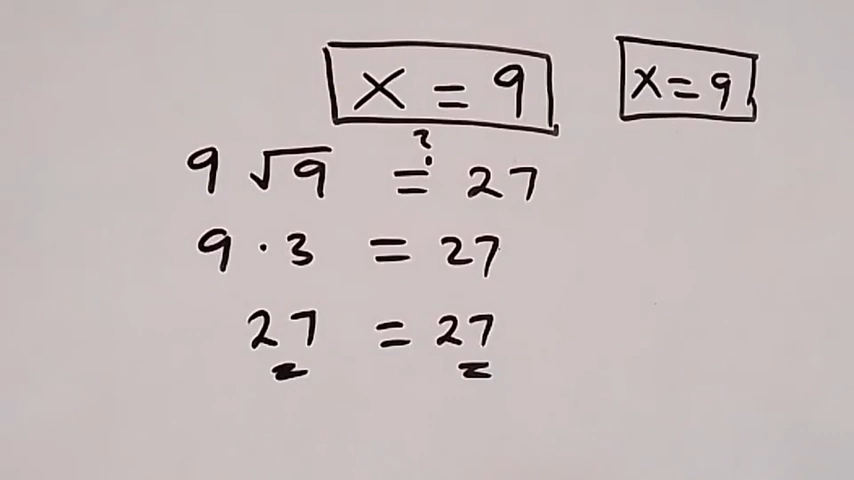 x = 9 x = 9
9 √9 ≟ 27
9 · 3 = 27
27 = 27